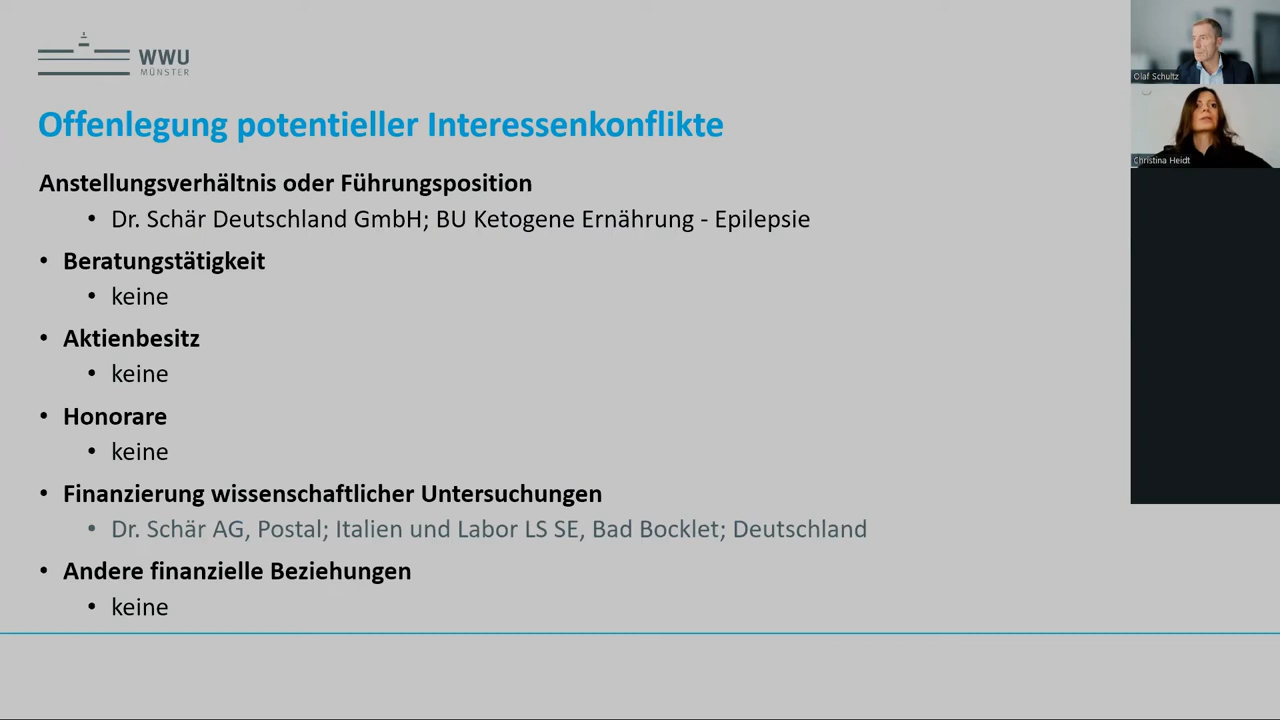 WWU
MÜNSTER
Offenlegung potentieller Interessenkonflikte
Anstellungsverhältnis oder Führungsposition
• Dr. Schär Deutschland GmbH; BU Ketogene Ernährung - Epilepsie
• Beratungstätigkeit
• keine
• Aktienbesitz
• keine
• Honorare
• keine
• Finanzierung wissenschaftlicher Untersuchungen
• Dr. Schär AG, Postal; Italien und Labor LS SE, Bad Bocklet; Deutschland
• Andere finanzielle Beziehungen
• keine
Olaf Schultz
Christina Heidt